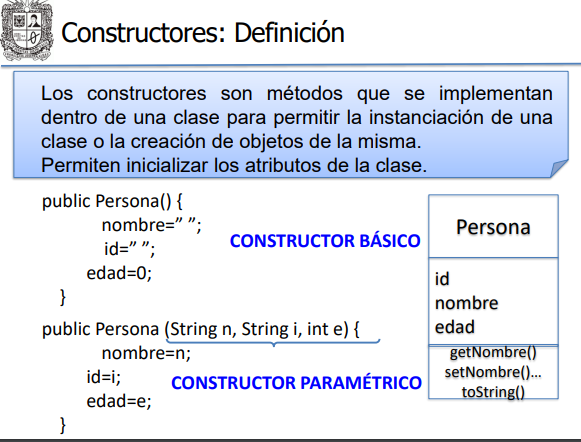 Constructores: Definición
Los constructores son métodos que se implementan
dentro de una clase para permitir la instanciación de una
clase o la creación de objetos de la misma.
Permiten inicializar los atributos de la clase.
public Persona() {
nombre=” ”;
id=” ”;
edad=0;
}
CONSTRUCTOR BÁSICO
public Persona (String n, String i, int e) {
nombre=n;
id=i;
edad=e;
}
CONSTRUCTOR PARAMÉTRICO
Persona
id
nombre
edad
getNombre()
setNombre()...
toString()